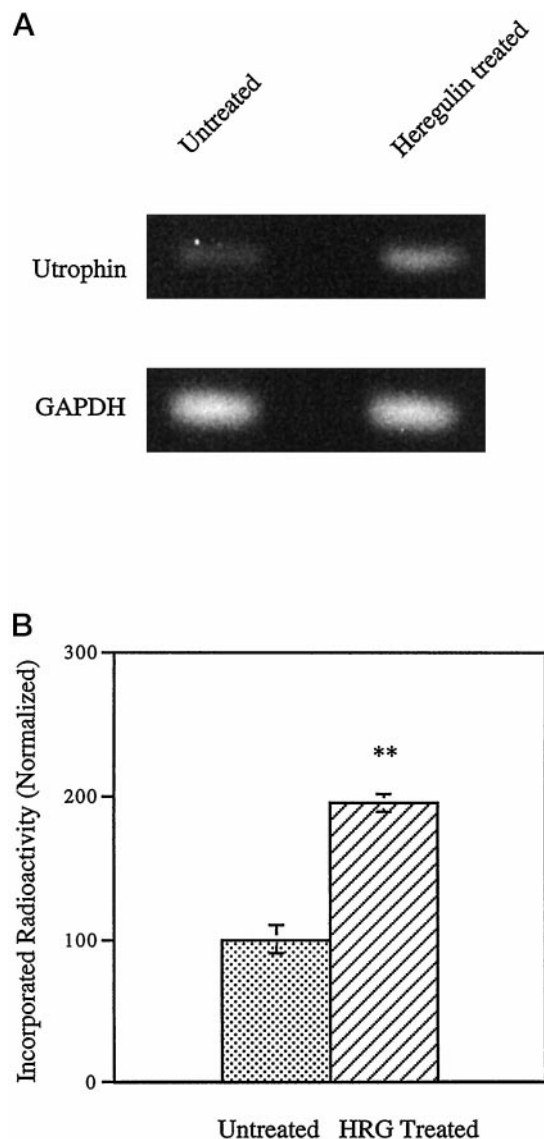 A
Untreated
Heregulin treated
Utrophin
GAPDH
B
Incorporated Radioactivity (Normalized)
300
200
100
0
**
Untreated
HRG Treated